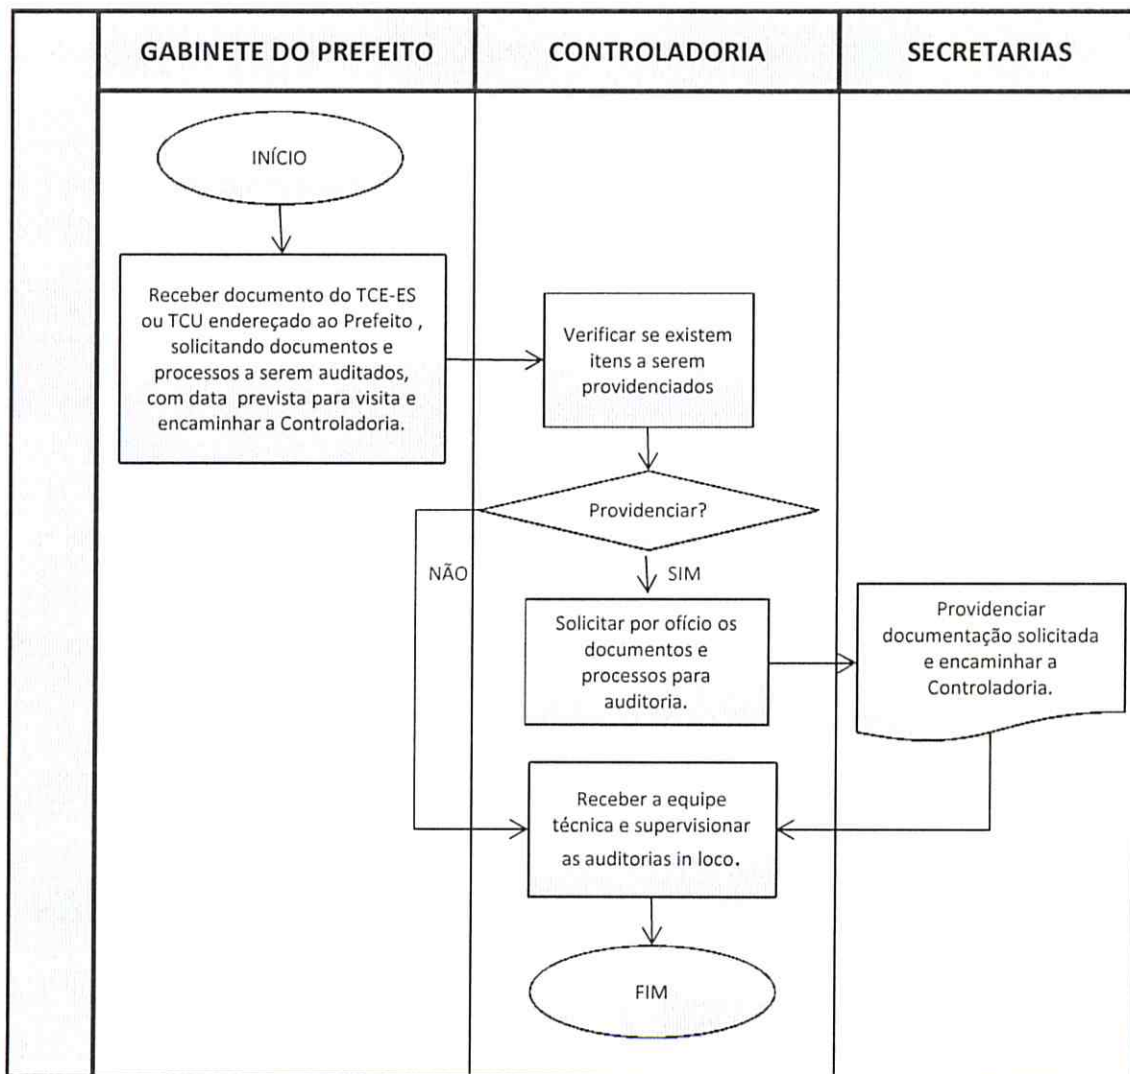 GABINETE DO PREFEITO
CONTROLADORIA
SECRETARIAS
INÍCIO
Receber documento do TCE-ES
ou TCU endereçado ao Prefeito ,
solicitando documentos e
processos a serem auditados,
com data prevista para visita e
encaminhar a Controladoria.
Verificar se existem
itens a serem
providenciados
Providenciar?
NÃO
SIM
Solicitar por ofício os
documentos e
processos para
auditoria.
Providenciar
documentação solicitada
e encaminhar a
Controladoria.
Receber a equipe
técnica e supervisionar
as auditorias in loco.
FIM